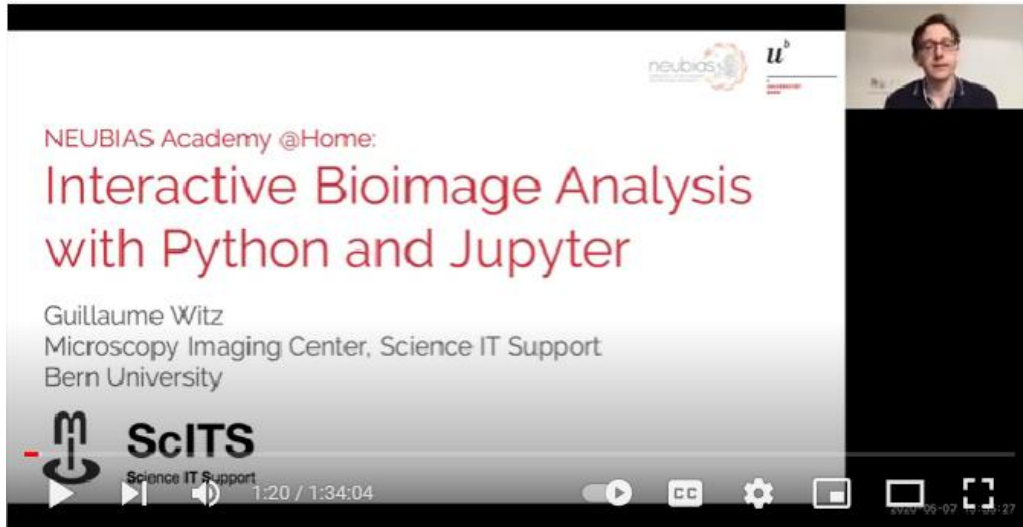 neubias
u^b
NEUBIAS Academy @Home:
Interactive Bioimage Analysis
with Python and Jupyter
Guillaume Witz
Microscopy Imaging Center, Science IT Support
Bern University
ScITS
Science IT Support
1:20 / 1:34:04
CC